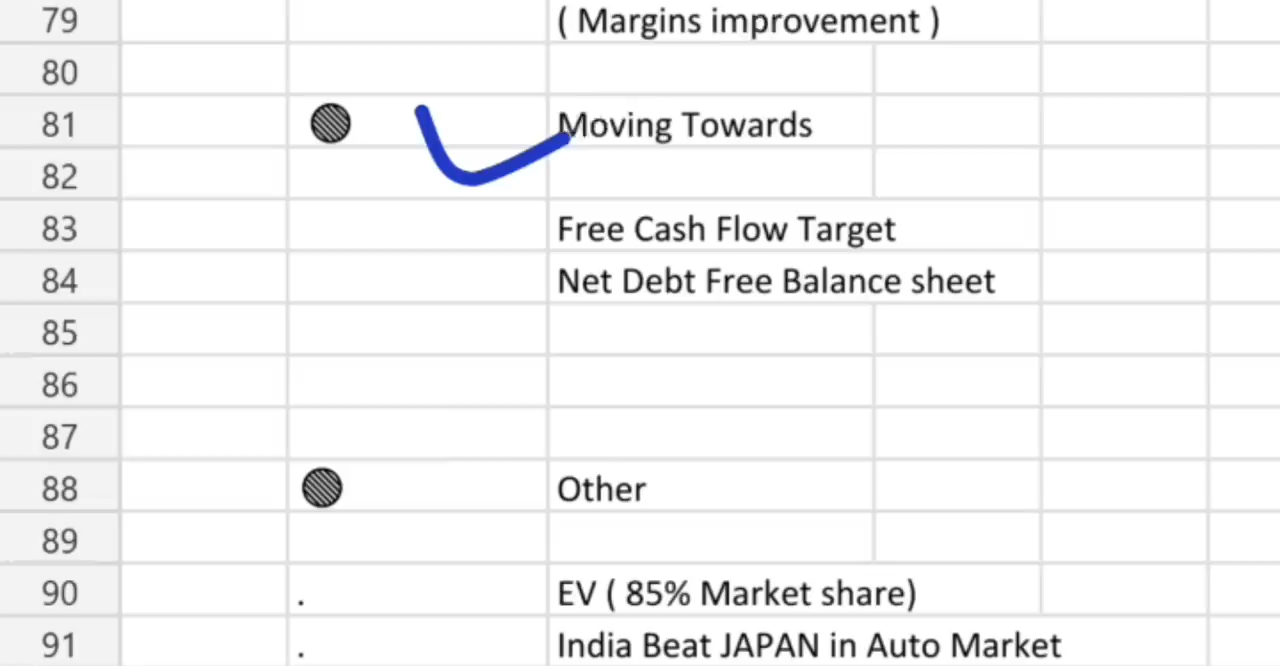 79 ( Margins improvement )
80
81 Moving Towards
82
83 Free Cash Flow Target
84 Net Debt Free Balance sheet
85
86
87
88 Other
89
90 . EV ( 85% Market share)
91 . India Beat JAPAN in Auto Market